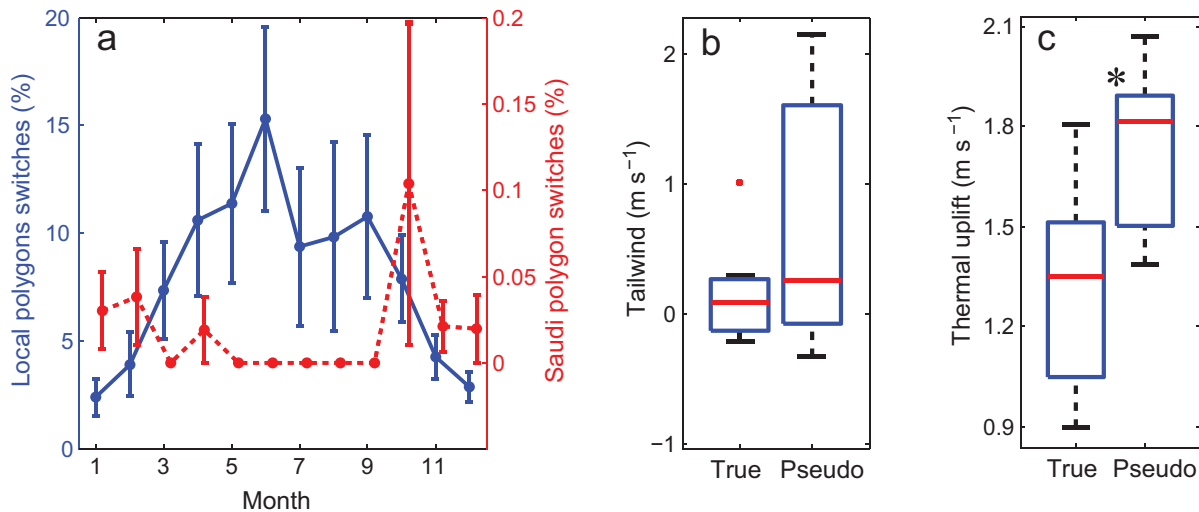 a
Local polygons switches (%)
20
15
10
5
0
1
3
5
7
9
11
Month
0.2
0.15
0.1
0.05
0
Saudi polygon switches (%)
b
Tailwind (m s⁻¹)
2
1
0
−1
True
Pseudo
c
Thermal uplift (m s⁻¹)
2.1
1.8
1.5
1.2
0.9
*
True
Pseudo